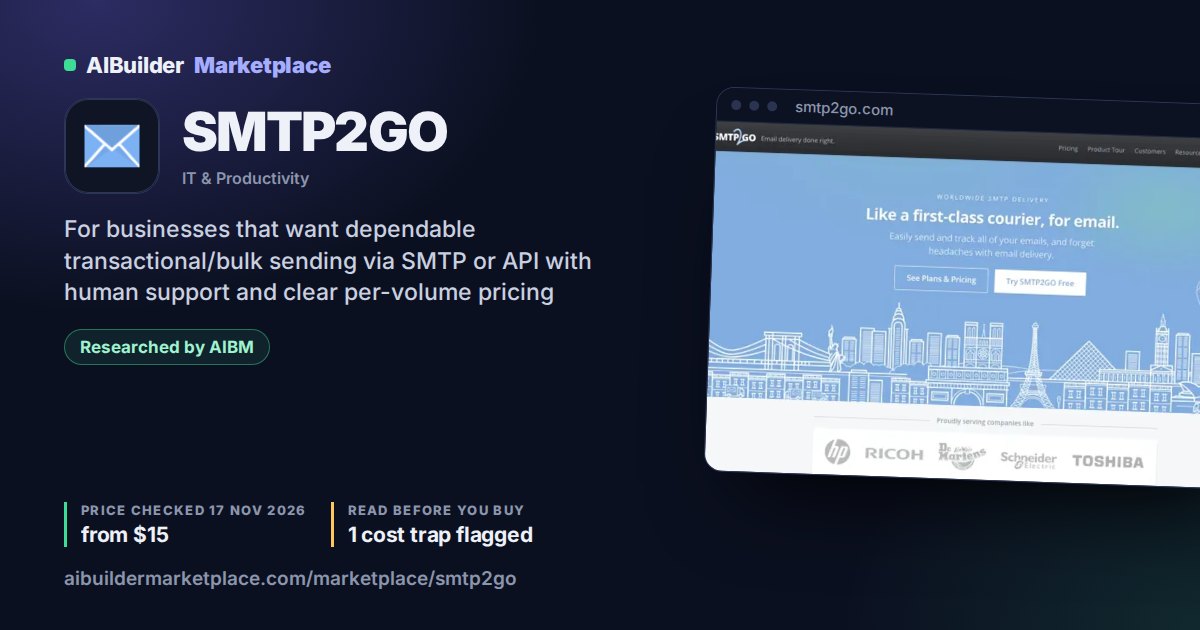 AIBuilder Marketplace
SMTP2GO
IT & Productivity
For businesses that want dependable
transactional/bulk sending via SMTP or API with
human support and clear per-volume pricing
Researched by AIBM
PRICE CHECKED 17 NOV 2026
from $15
READ BEFORE YOU BUY
1 cost trap flagged
aibuildermarketplace.com/marketplace/smtp2go
smtp2go.com
SMTP2GO Email delivery done right.
Pricing Product Tour Customers
WORLDWIDE SMTP DELIVERY
Like a first-class courier, for email.
Easily send and track all of your emails, and forget
headaches with email delivery.
See Plans & Pricing
Try SMTP2GO Free
Proudly serving companies like
hp
RICOH
Dr. Martens
Schneider
Electric
TOSHIBA